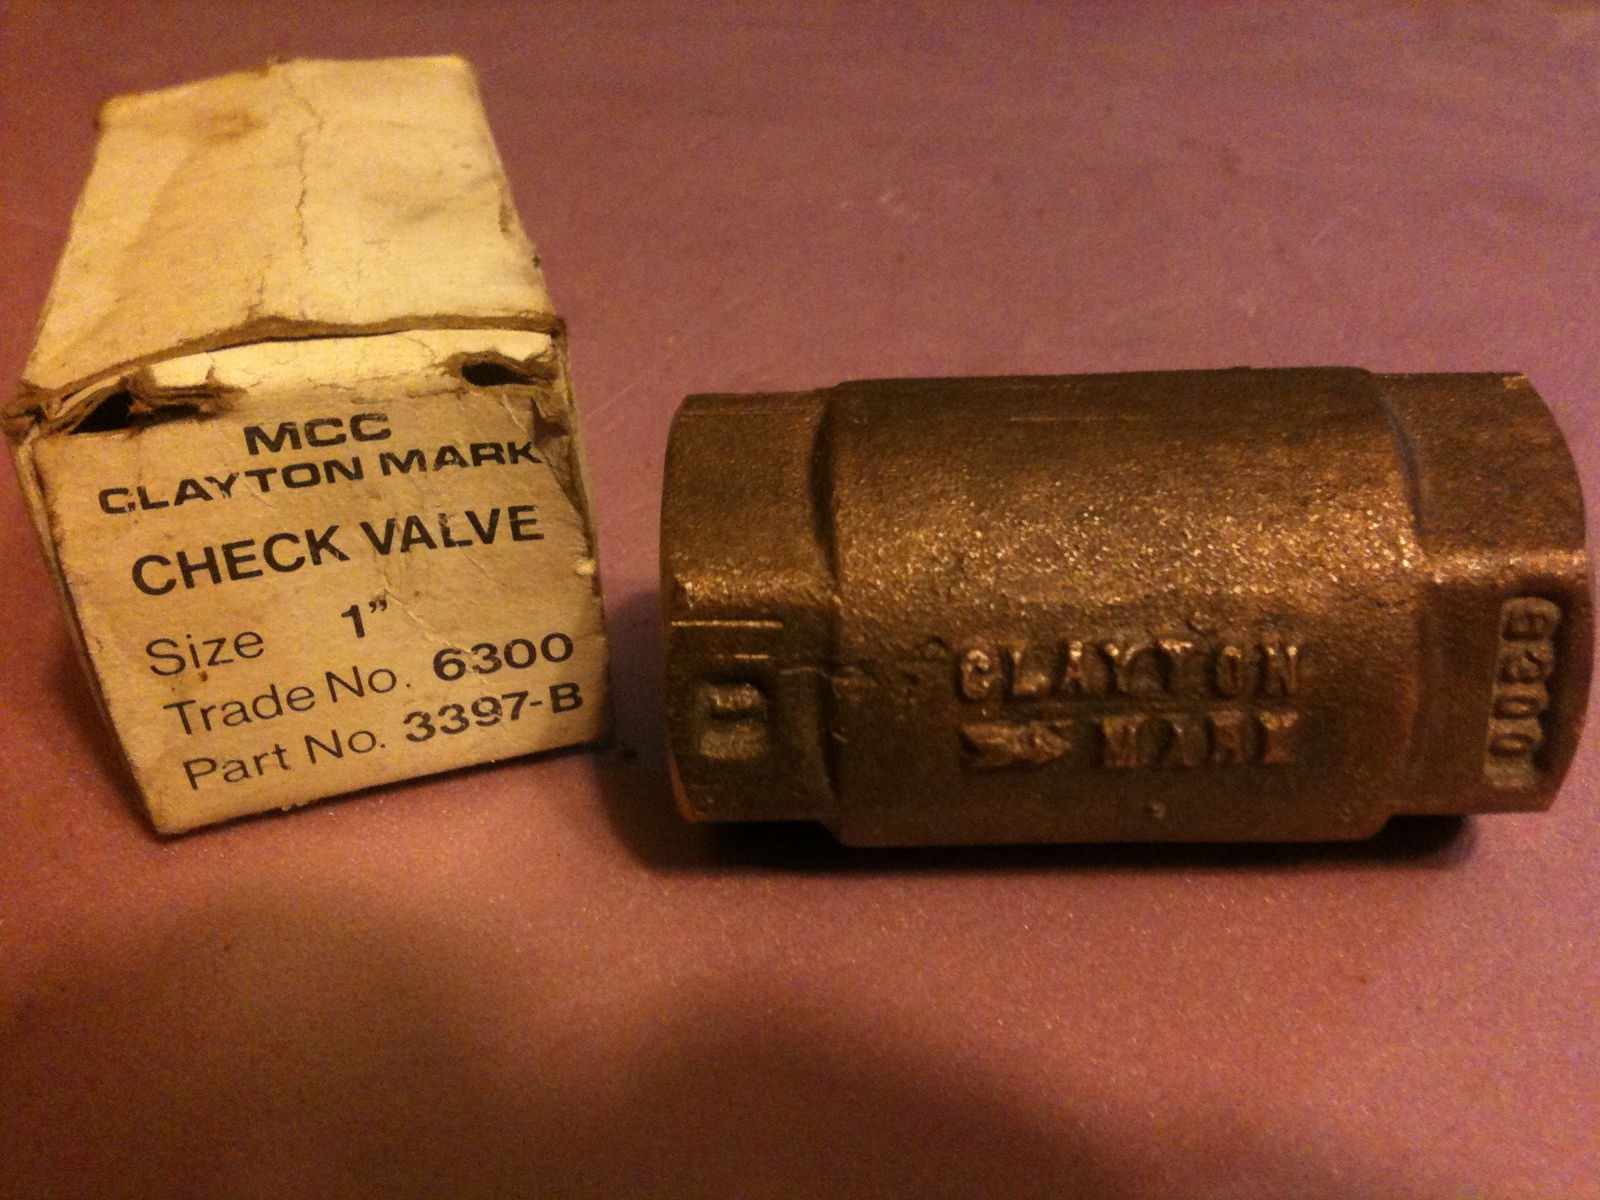 MCC
CLAYTON MARK
CHECK VALVE
Size 1”
Trade No. 6300
Part No. 3397-B
CLAYTON
MARK
6300